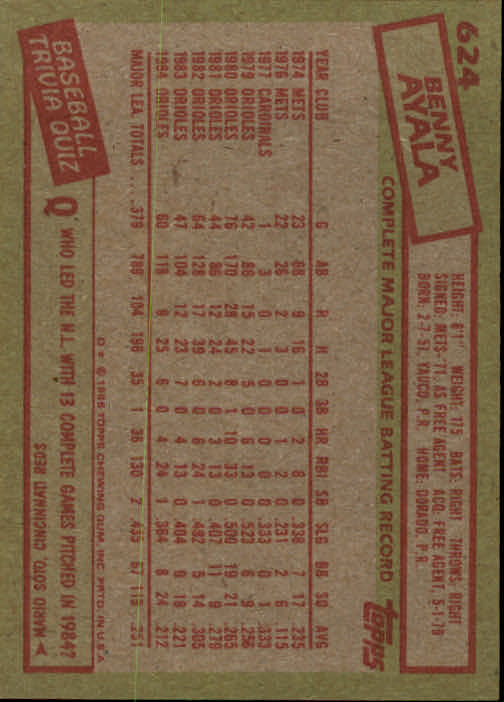 624
BENNY
AYALA
HEIGHT: 6'1" WEIGHT: 175 BATS: RIGHT THROWS: RIGHT
SIGNED: METS-'71, AS FREE AGENT ACQ. FREE AGENT, 5-1-79
BORN: 2-7-51, YAUCO, P.R. HOME: DORADO, P.R.
COMPLETE MAJOR LEAGUE BATTING RECORD
TOPPS
YEAR CLUB G AB R H 2B 3B HR RBI SB SLG BB SO AVG
1974 METS 23 68 9 16 1 0 2 8 0 .338 7 17 .235
1976 METS 22 26 2 3 0 0 1 2 0 .231 2 6 .115
1977 CARDINALS 1 3 0 1 0 0 0 0 0 .333 0 1 .333
1979 ORIOLES 42 86 15 22 5 0 6 13 0 .523 6 9 .256
1980 ORIOLES 76 170 28 45 8 1 10 33 0 .500 19 21 .265
1981 ORIOLES 44 86 12 24 2 0 3 13 0 .407 11 9 .279
1982 ORIOLES 64 128 17 39 6 0 6 24 1 .492 5 14 .305
1983 ORIOLES 47 104 12 23 7 0 4 13 0 .404 9 18 .221
1984 ORIOLES 60 118 9 25 6 0 4 24 1 .364 8 24 .212
MAJOR LEA. TOTALS ... 379 789 104 198 35 1 36 130 2 .435 67 119 .251
D* © 1985 TOPPS CHEWING GUM, INC. PRTD. IN U.S.A.
BASEBALL
TRIVIA QUIZ
Q WHO LED THE N.L. WITH 13 COMPLETE GAMES PITCHED IN 1984?
MARIO SOTO, CINCINNATI REDS A